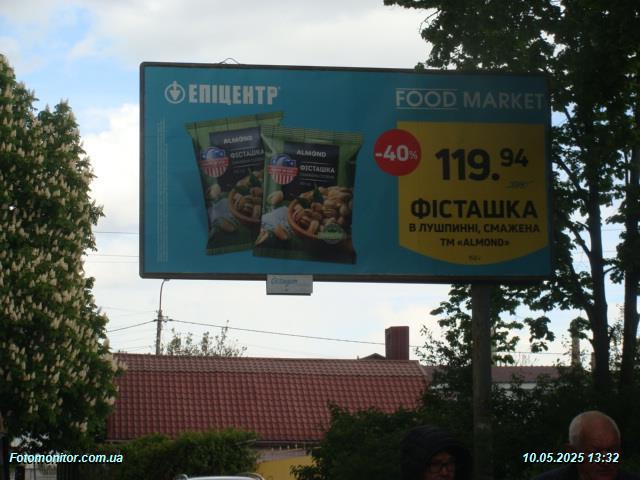 ЕПІЦЕНТР
FOOD MARKET
-40%
119.94
ФІСТАШКА
В ЛУШПИННІ, СМАЖЕНА
ТМ «ALMOND»
ALMOND
ФІСТАШКА
ALMOND
ФІСТАШКА
Fotomonitor.com.ua
10.05.2025 13:32